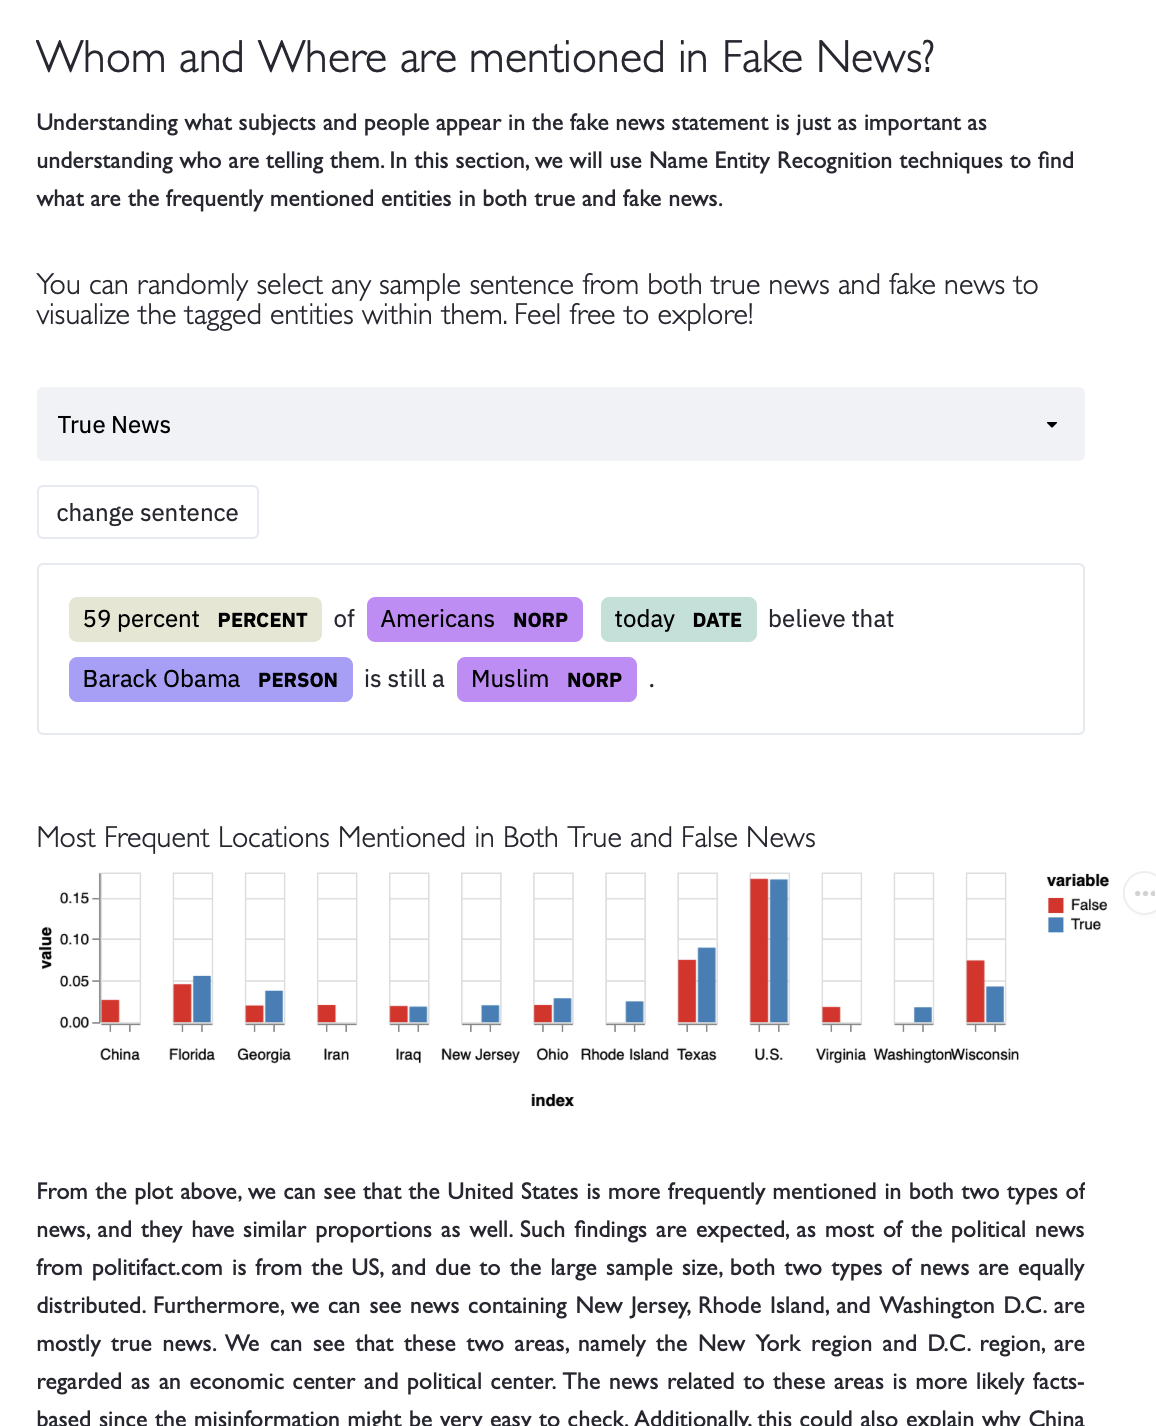 Whom and Where are mentioned in Fake News?
Understanding what subjects and people appear in the fake news statement is just as important as
understanding who are telling them. In this section, we will use Name Entity Recognition techniques to find
what are the frequently mentioned entities in both true and fake news.
You can randomly select any sample sentence from both true news and fake news to
visualize the tagged entities within them. Feel free to explore!
True News
change sentence
59 percent PERCENT of Americans NORP today DATE believe that
Barack Obama PERSON is still a Muslim NORP .
Most Frequent Locations Mentioned in Both True and False News
0.15
0.10
0.05
0.00
value
China Florida Georgia Iran Iraq New Jersey Ohio Rhode Island Texas U.S. Virginia Washington Wisconsin
index
variable
False
True
From the plot above, we can see that the United States is more frequently mentioned in both two types of
news, and they have similar proportions as well. Such findings are expected, as most of the political news
from politifact.com is from the US, and due to the large sample size, both two types of news are equally
distributed. Furthermore, we can see news containing New Jersey, Rhode Island, and Washington D.C. are
mostly true news. We can see that these two areas, namely the New York region and D.C. region, are
regarded as an economic center and political center. The news related to these areas is more likely facts-
based since the misinformation might be very easy to check. Additionally, this could also explain why China